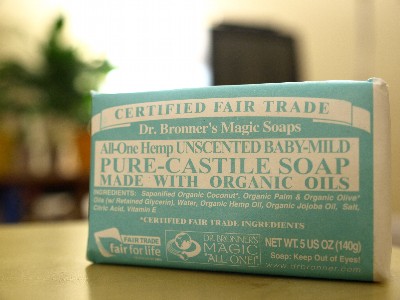 CERTIFIED FAIR TRADE
Dr. Bronner's Magic Soaps
All-One Hemp UNSCENTED BABY-MILD
PURE-CASTILE SOAP
MADE WITH ORGANIC OILS
INGREDIENTS: Saponified Organic Coconut*, Organic Palm & Organic Olive*
Oils (w/ Retained Glycerin), Water, Organic Hemp Oil, Organic Jojoba Oil, Salt,
Citric Acid, Vitamin E
*CERTIFIED FAIR TRADE INGREDIENTS
FAIR TRADE
fair for life
DR. BRONNER'S
MAGIC
"ALL-ONE!"
NET WT. 5 US OZ (140g)
Soap: Keep Out of Eyes!
www.drbronner.com